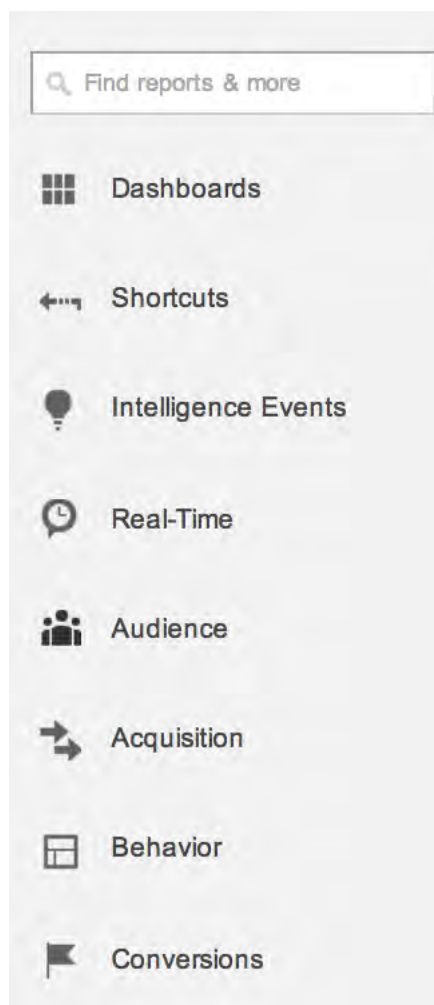 Find reports & more
Dashboards
Shortcuts
Intelligence Events
Real-Time
Audience
Acquisition
Behavior
Conversions